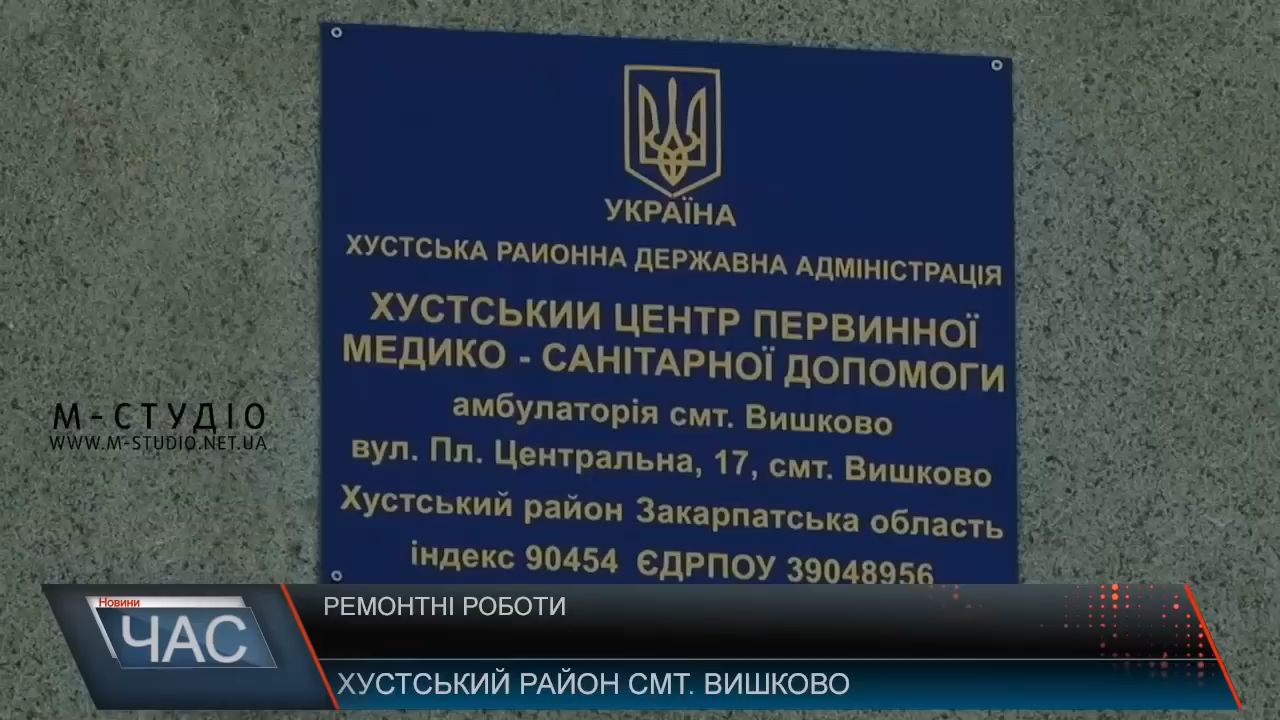 УКРАЇНА
ХУСТСЬКА РАИОННА ДЕРЖАВНА АДМІНІСТРАЦІЯ
ХУСТСЬКИИ ЦЕНТР ПЕРВИННОЇ
МЕДИКО - САНІТАРНОЇ ДОПОМОГИ
амбулаторія смт. Вишково
вул. Пл. Центральна, 17, смт. Вишково
Хустський район Закарпатська область
індекс 90454 ЄДРПОУ 39048956
М-СТУДІО
WWW.M-STUDIO.NET.UA
Новини
ЧАС
РЕМОНТНІ РОБОТИ
ХУСТСЬКИЙ РАЙОН СМТ. ВИШКОВО